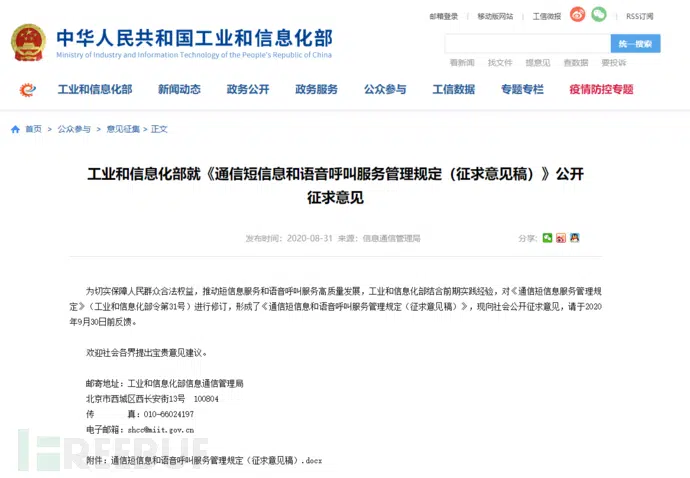 邮箱登录 | 移动版网站 | 工信微报 | RSS订阅
中华人民共和国工业和信息化部
Ministry of Industry and Information Technology of the People's Republic of China
统一搜索
看新闻 找文件 提意见 查数据 要投诉
工业和信息化部 新闻动态 政务公开 政务服务 公众参与 工信数据 专题专栏 疫情防控专题
首页 > 公众参与 > 意见征集 > 正文
工业和信息化部就《通信短信息和语音呼叫服务管理规定（征求意见稿）》公开
征求意见
发布时间：2020-08-31 来源：信息通信管理局
分享：
为切实保障人民群众合法权益，推动短信息服务和语音呼叫服务高质量发展，工业和信息化部结合前期实践经验，对《通信短信息服务管理规
定》（工业和信息化部令第31号）进行修订，形成了《通信短信息和语音呼叫服务管理规定（征求意见稿）》，现向社会公开征求意见，请于2020
年9月30日前反馈。
欢迎社会各界提出宝贵意见建议。
邮寄地址：工业和信息化部信息通信管理局
北京市西城区西长安街13号 100804
传 真：010-66024197
电子邮箱：shcc@miit.gov.cn
附件：通信短信息和语音呼叫服务管理规定（征求意见稿）.docx
FREEBUF